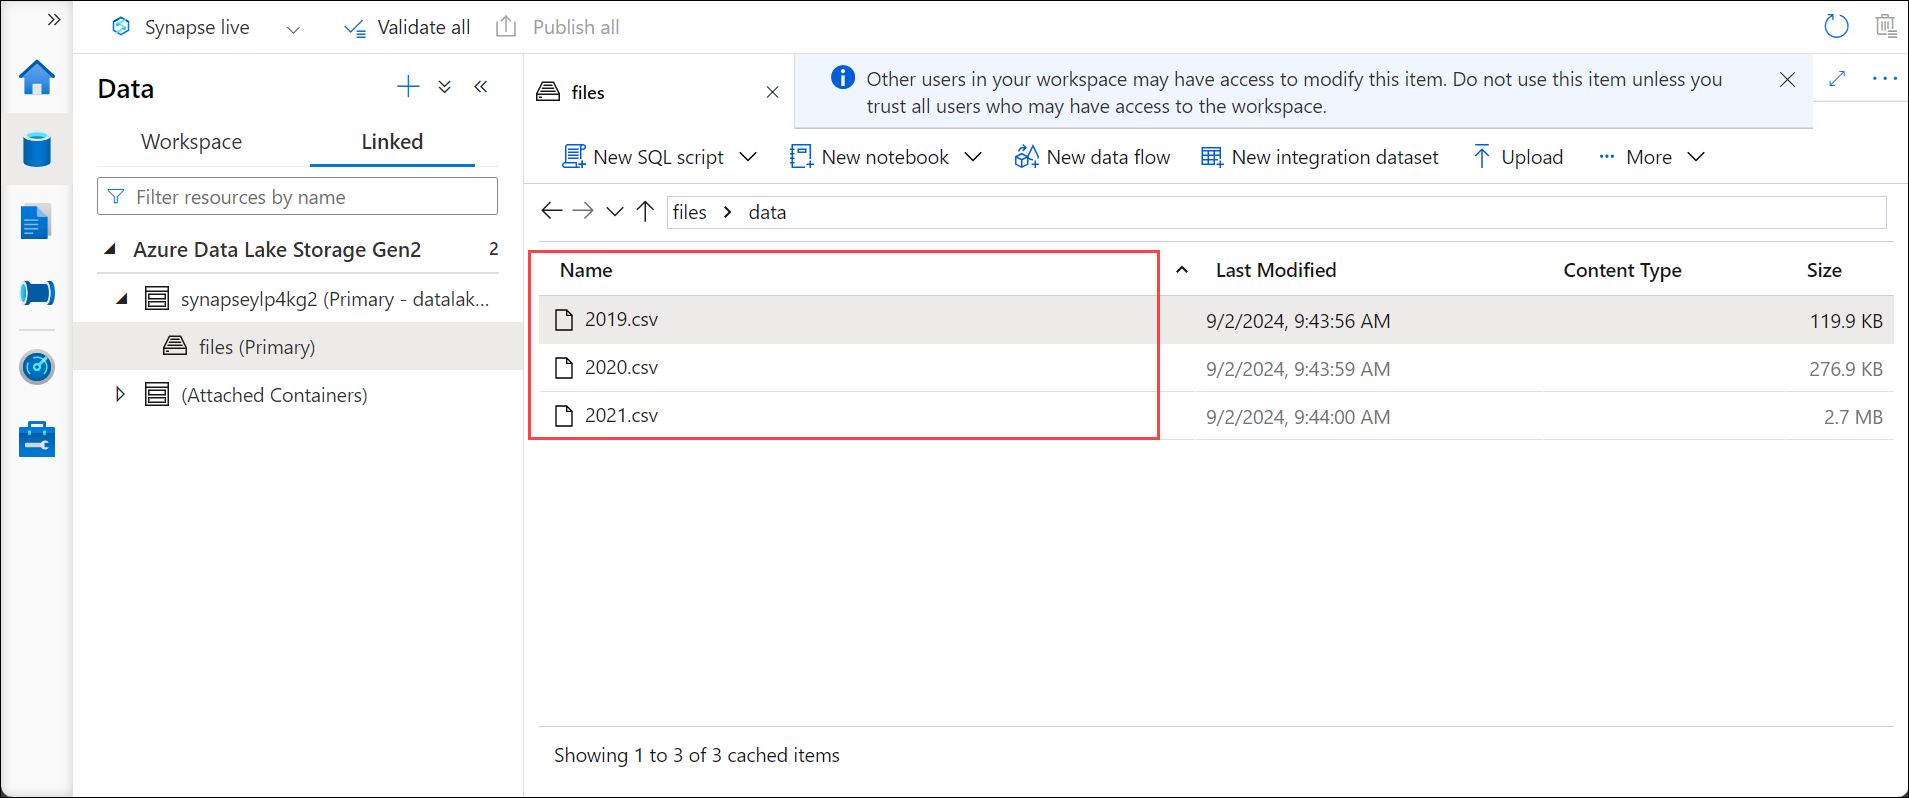 Synapse live Validate all Publish all
Data
Workspace Linked
Filter resources by name
Azure Data Lake Storage Gen2 2
synapseylp4kg2 (Primary - datalak...
files (Primary)
(Attached Containers)
files
Other users in your workspace may have access to modify this item. Do not use this item unless you
trust all users who may have access to the workspace.
New SQL script New notebook New data flow New integration dataset Upload More
files > data
Name Last Modified Content Type Size
2019.csv 9/2/2024, 9:43:56 AM 119.9 KB
2020.csv 9/2/2024, 9:43:59 AM 276.9 KB
2021.csv 9/2/2024, 9:44:00 AM 2.7 MB
Showing 1 to 3 of 3 cached items